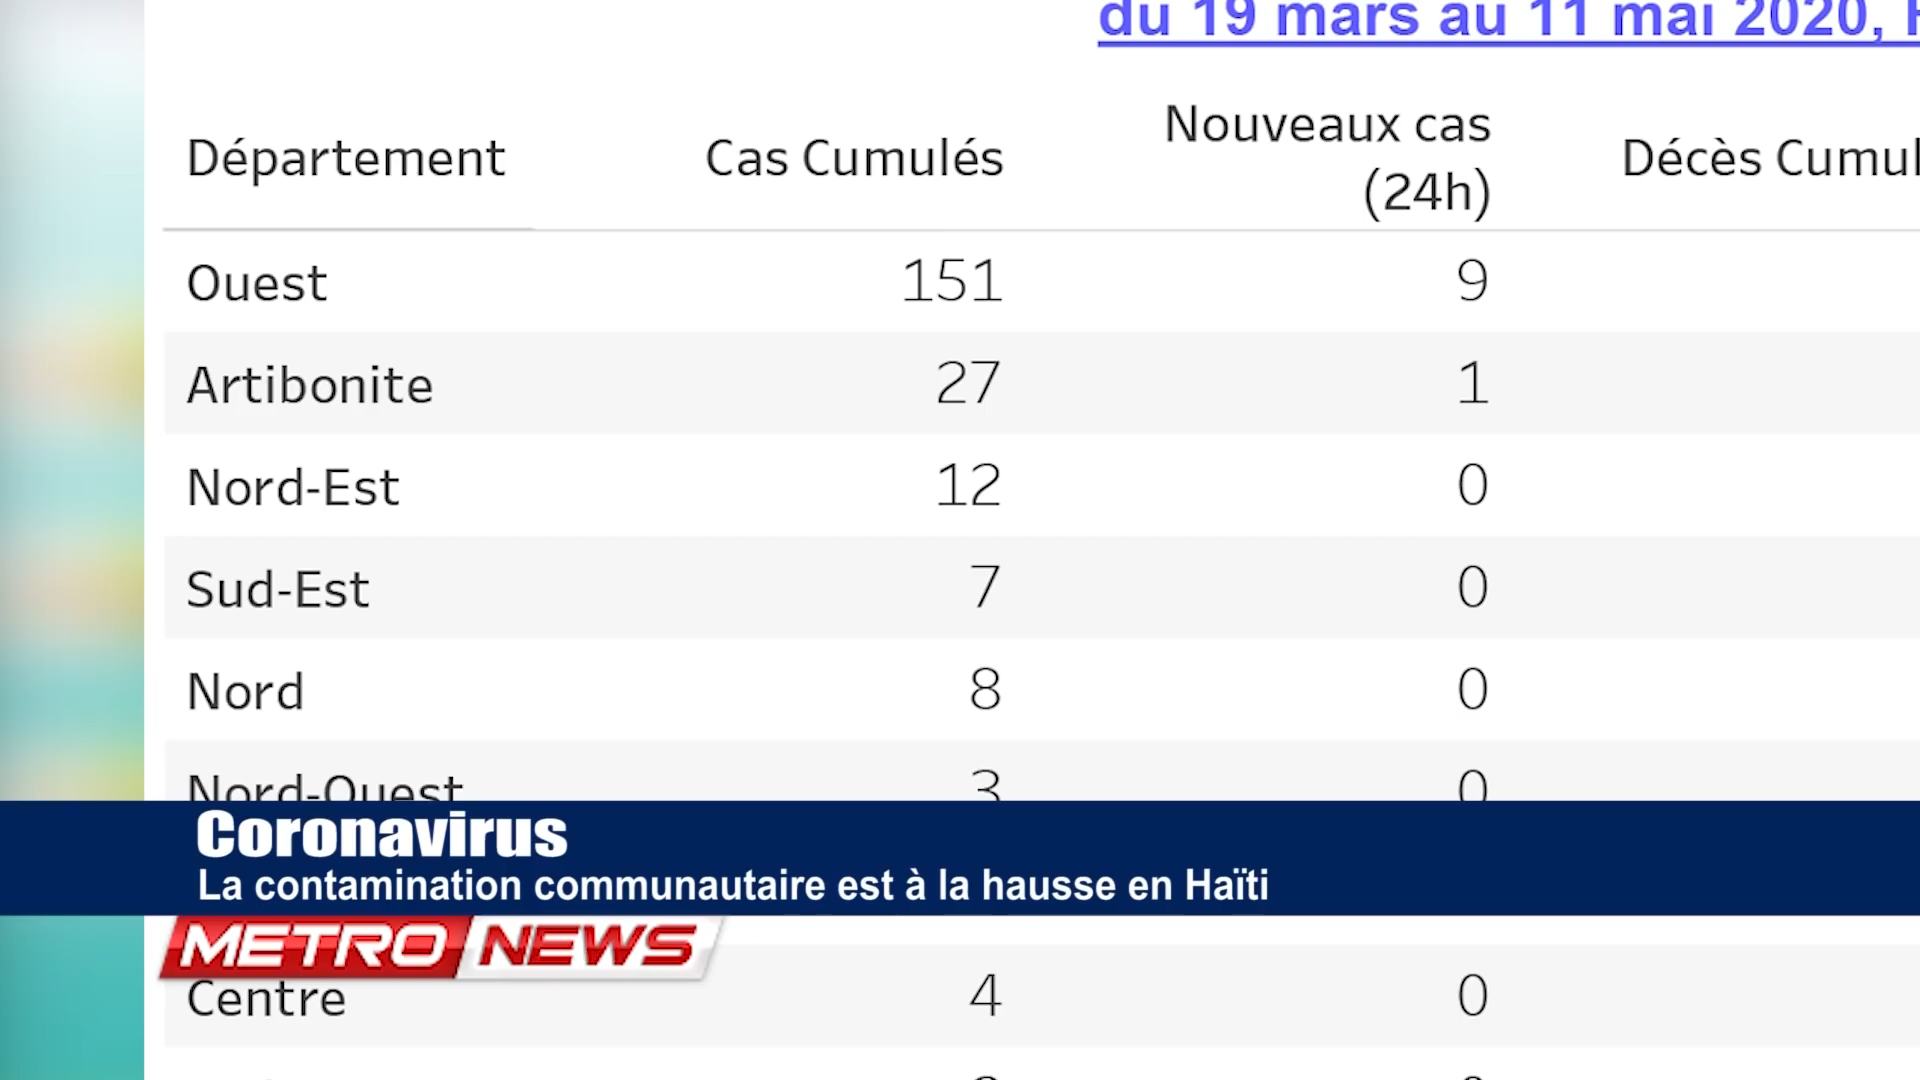 du 19 mars au 11 mai 2020,
Département Cas Cumulés Nouveaux cas (24h) Décès Cumul
Ouest 151 9
Artibonite 27 1
Nord-Est 12 0
Sud-Est 7 0
Nord 8 0
Nord-Ouest 3 0
Coronavirus
La contamination communautaire est à la hausse en Haïti
METRO NEWS
Centre 4 0